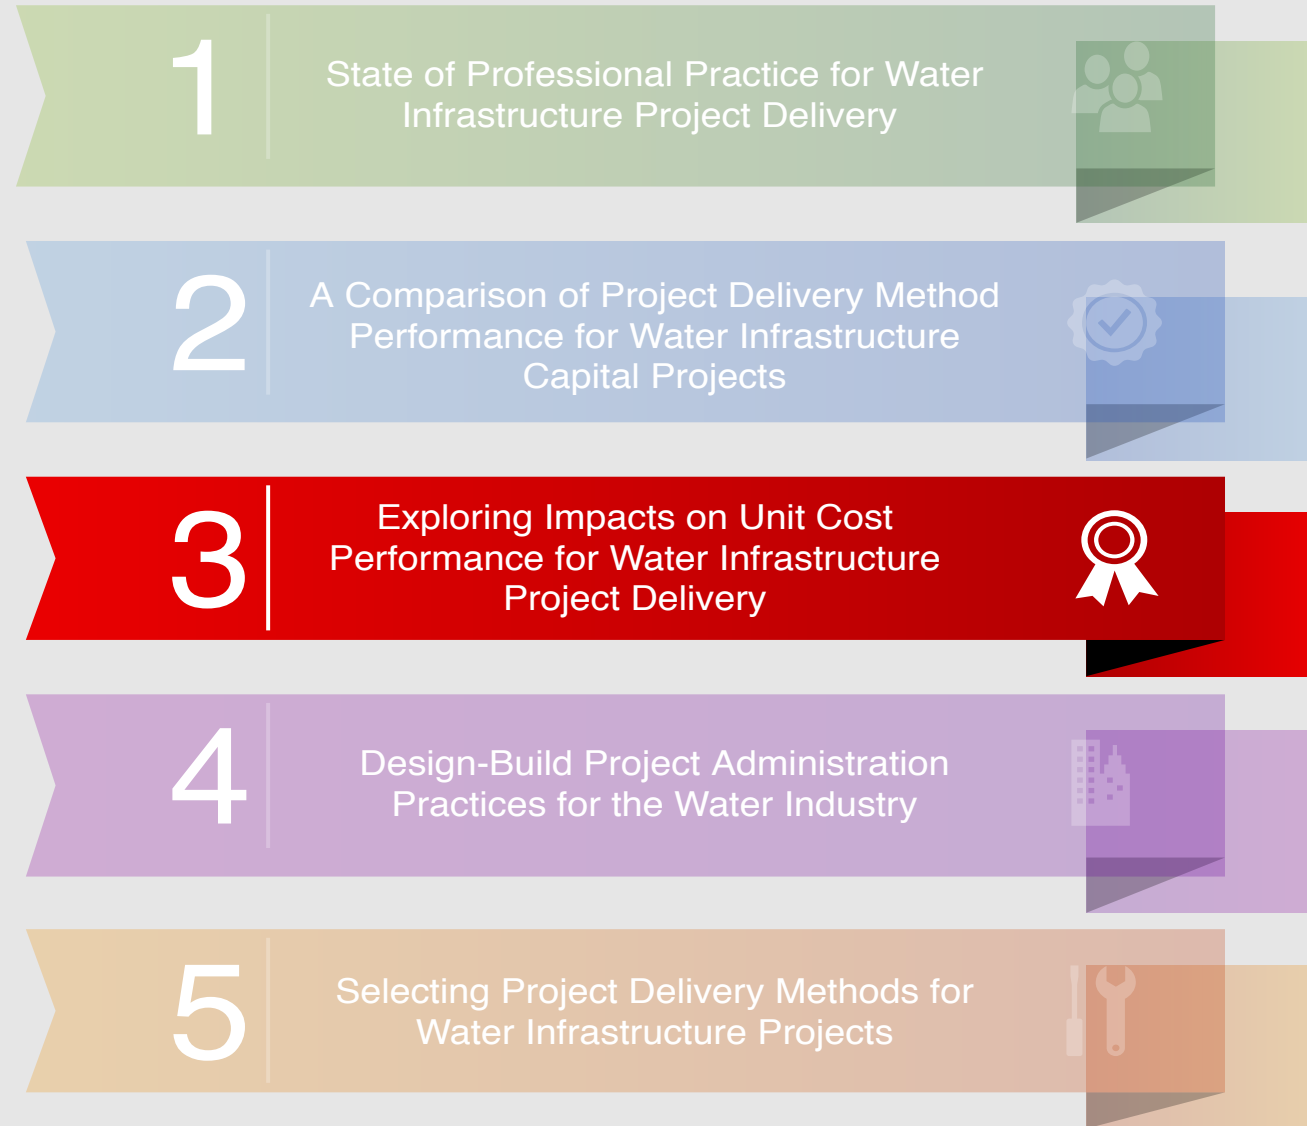 1
State of Professional Practice for Water
Infrastructure Project Delivery
2
A Comparison of Project Delivery Method
Performance for Water Infrastructure
Capital Projects
3
Exploring Impacts on Unit Cost
Performance for Water Infrastructure
Project Delivery
4
Design-Build Project Administration
Practices for the Water Industry
5
Selecting Project Delivery Methods for
Water Infrastructure Projects